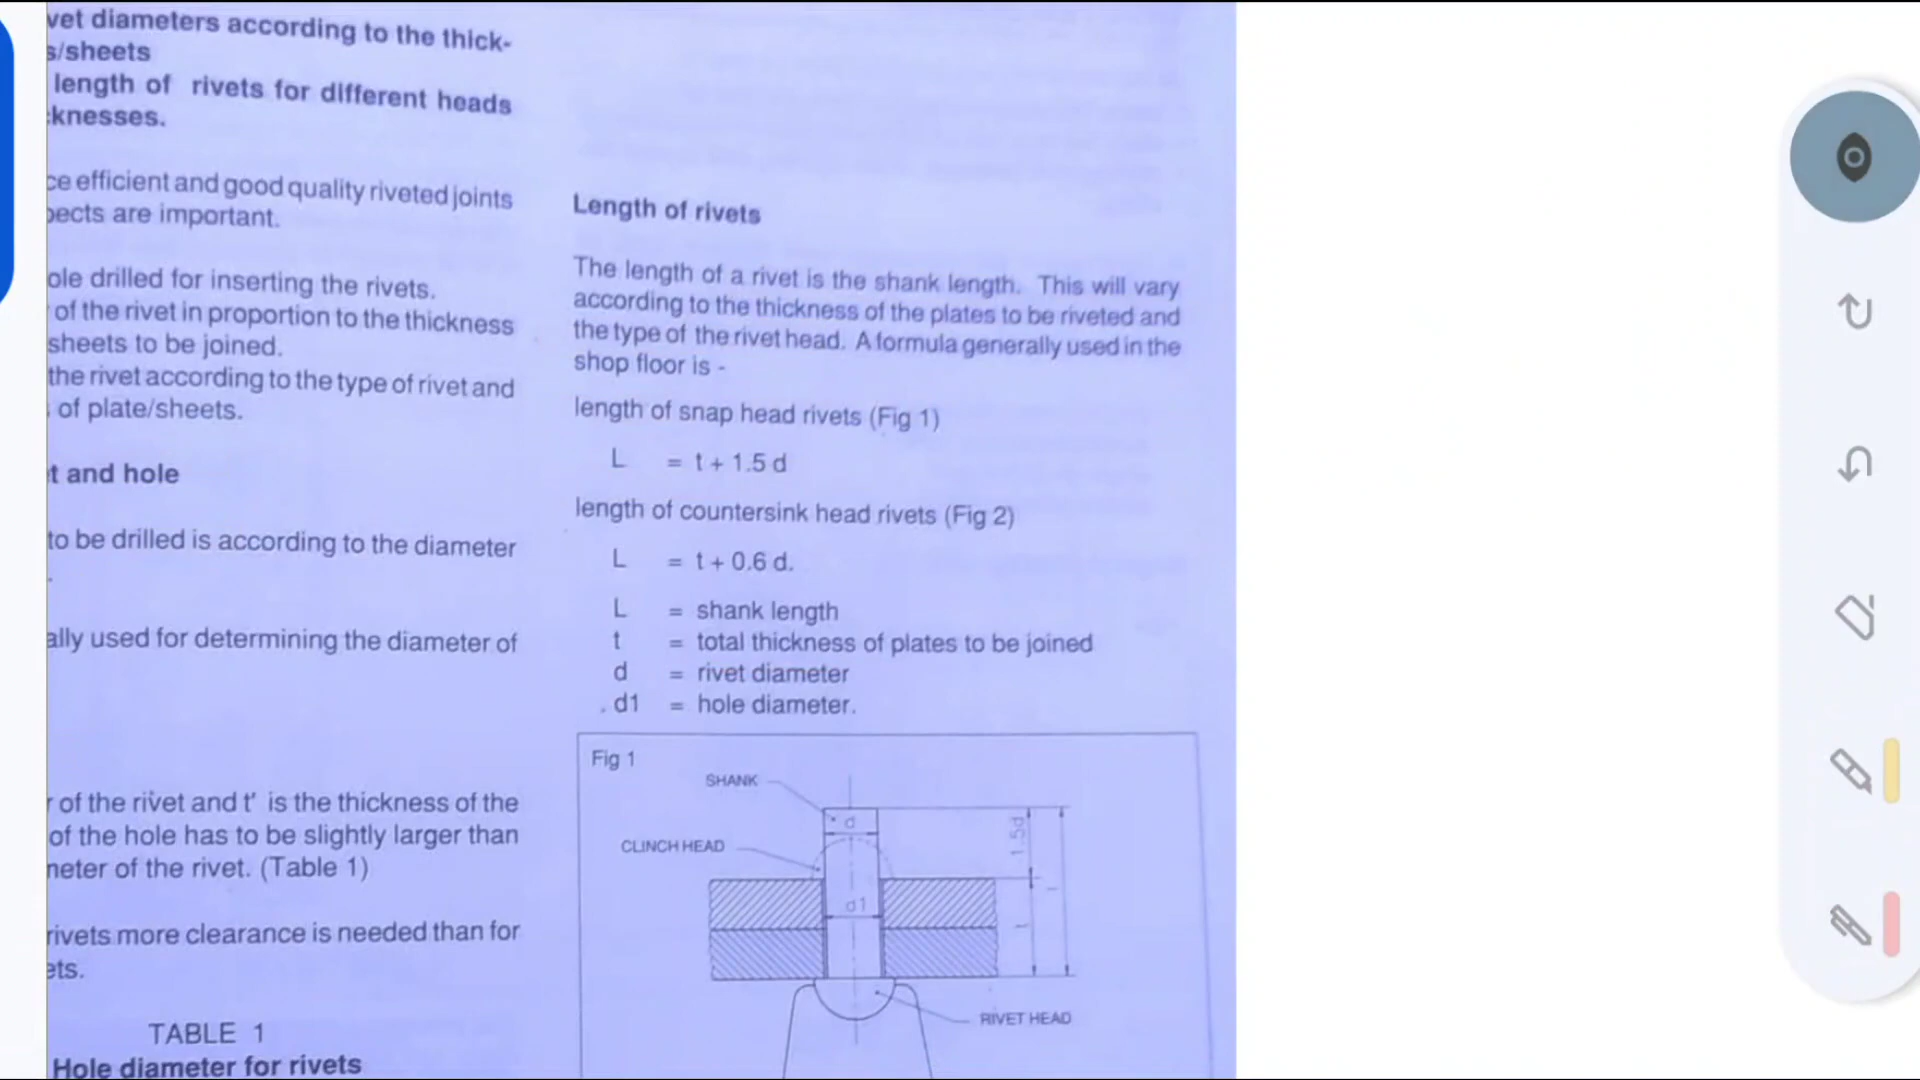 vet diameters according to the thick-
s/sheets
length of rivets for different heads
knesses.
ce efficient and good quality riveted joints
pects are important.
ole drilled for inserting the rivets.
of the rivet in proportion to the thickness
sheets to be joined.
the rivet according to the type of rivet and
of plate/sheets.
t and hole
to be drilled is according to the diameter
.
ally used for determining the diameter of
r of the rivet and t' is the thickness of the
of the hole has to be slightly larger than
neter of the rivet. (Table 1)
rivets more clearance is needed than for
ets.
TABLE 1
Hole diameter for rivets
Length of rivets
The length of a rivet is the shank length. This will vary
according to the thickness of the plates to be riveted and
the type of the rivet head. A formula generally used in the
shop floor is -
length of snap head rivets (Fig 1)
L = t + 1.5 d
length of countersink head rivets (Fig 2)
L = t + 0.6 d.
L = shank length
t = total thickness of plates to be joined
d = rivet diameter
d1 = hole diameter.
Fig 1
SHANK
d
1.5d
CLINCH HEAD
d1
RIVET HEAD